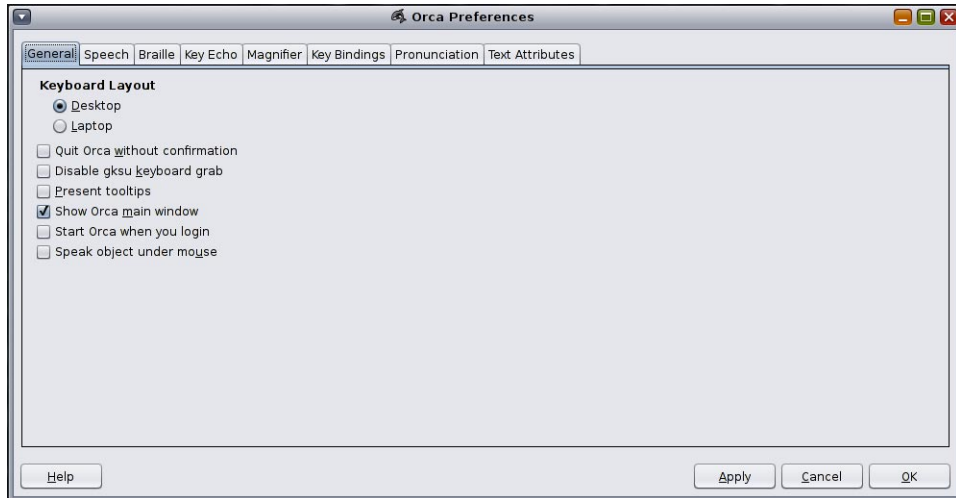 Orca Preferences
General Speech Braille Key Echo Magnifier Key Bindings Pronunciation Text Attributes
Keyboard Layout
Desktop
Laptop
Quit Orca without confirmation
Disable gksu keyboard grab
Present tooltips
Show Orca main window
Start Orca when you login
Speak object under mouse
Help Apply Cancel OK